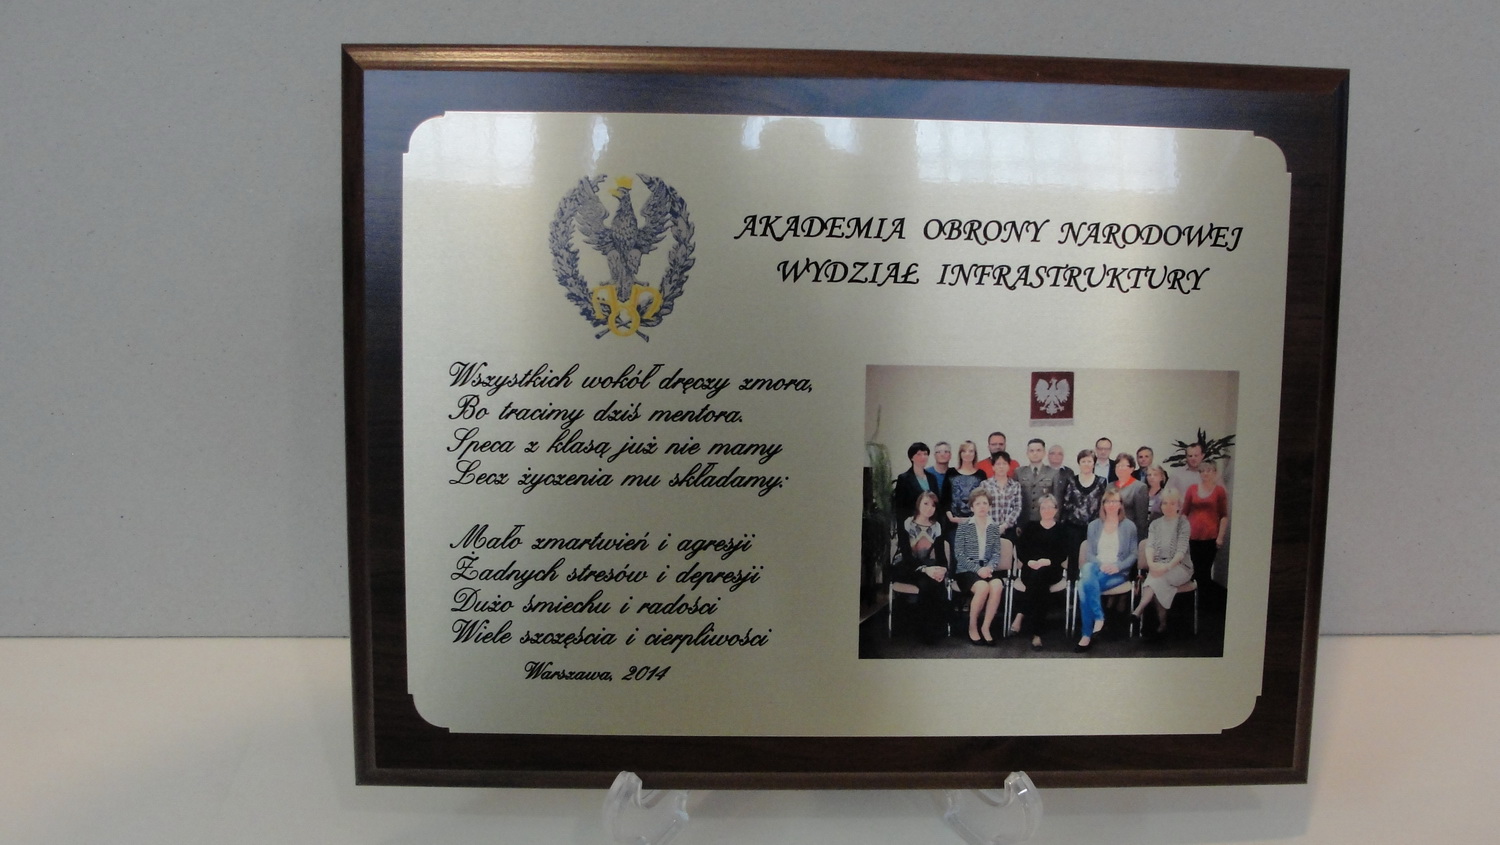 AKADEMIA OBRONY NARODOWEJ
WYDZIAŁ INFRASTRUKTURY
Wszystkich wokół dręczy zmora,
Bo tracimy dziś mentora.
Speca z klasą już nie mamy
Lecz życzenia mu składamy:
Mało zmartwień i agresji
Żadnych stresów i depresji
Dużo śmiechu i radości
Wiele szczęścia i cierpliwości
Warszawa, 2014